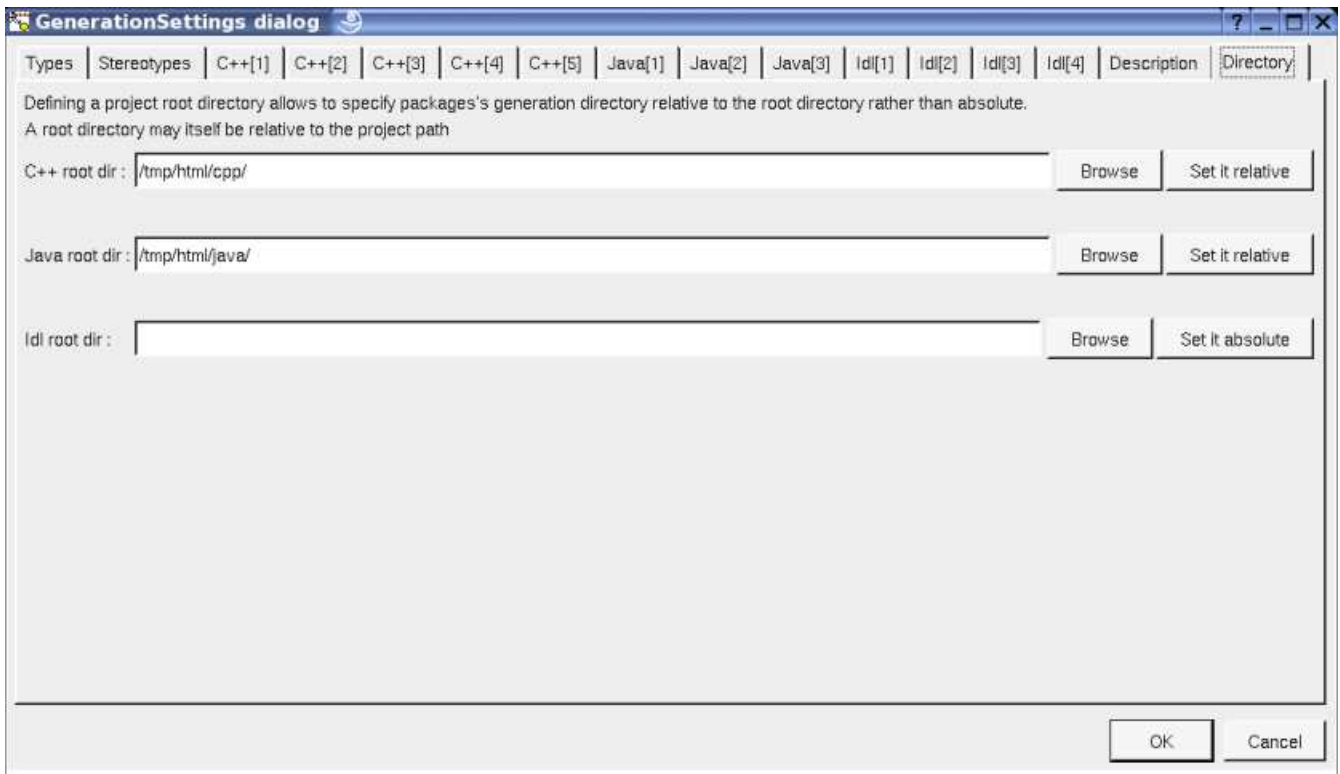 GenerationSettings dialog
Types Stereotypes C++[1] C++[2] C++[3] C++[4] C++[5] Java[1] Java[2] Java[3] Idl[1] Idl[2] Idl[3] Idl[4] Description Directory
Defining a project root directory allows to specify packages's generation directory relative to the root directory rather than absolute.
A root directory may itself be relative to the project path
C++ root dir : /tmp/html/cpp/ Browse Set it relative
Java root dir : /tmp/html/java/ Browse Set it relative
Idl root dir : Browse Set it absolute
OK Cancel